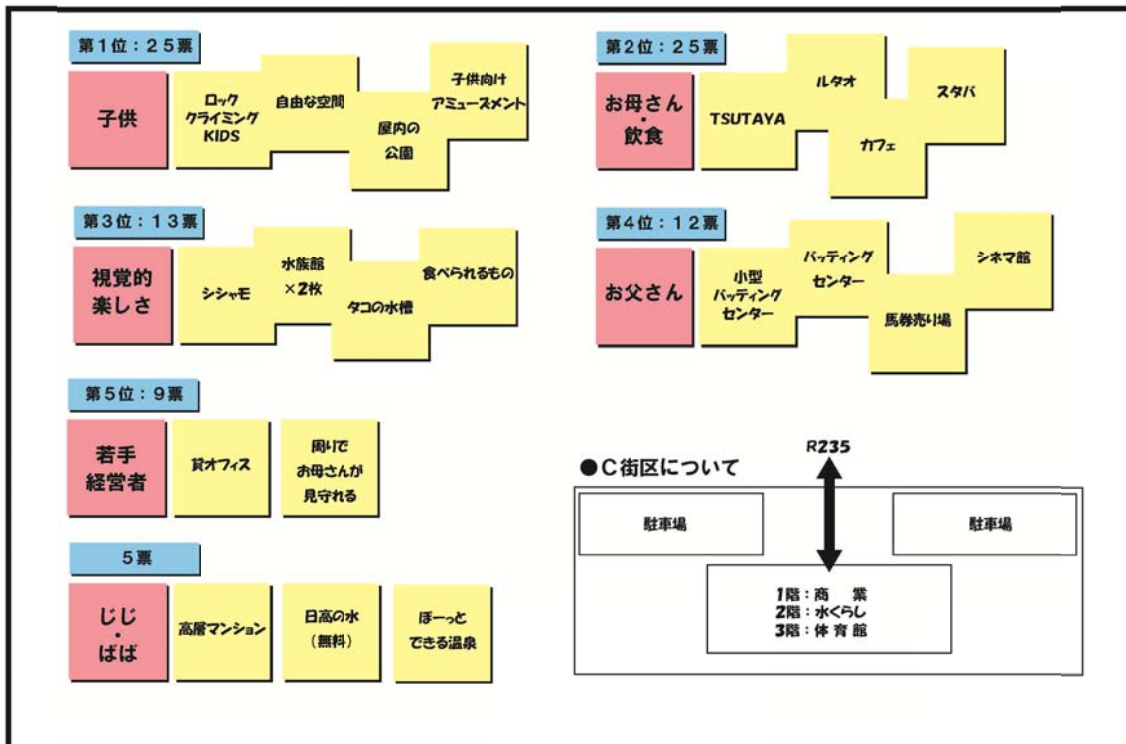 第1位：25票
子供
ロック
クライミング
KIDS
自由な空間
屋内の
公園
子供向け
アミューズメント
第2位：25票
お母さん
・
飲食
TSUTAYA
ルタオ
カフェ
スタバ
第3位：13票
視覚的
楽しさ
シシャモ
水族館
×2枚
タコの水槽
食べられるもの
第4位：12票
お父さん
小型
バッティング
センター
バッティング
センター
馬券売り場
シネマ館
第5位：9票
若手
経営者
貸オフィス
周りで
お母さんが
見守れる
5票
じじ
・
ばば
高層マンション
日高の水
(無料)
ぼーっと
できる温泉
●C街区について
R235
駐車場
駐車場
1階：商　業
2階：水くらし
3階：体育館